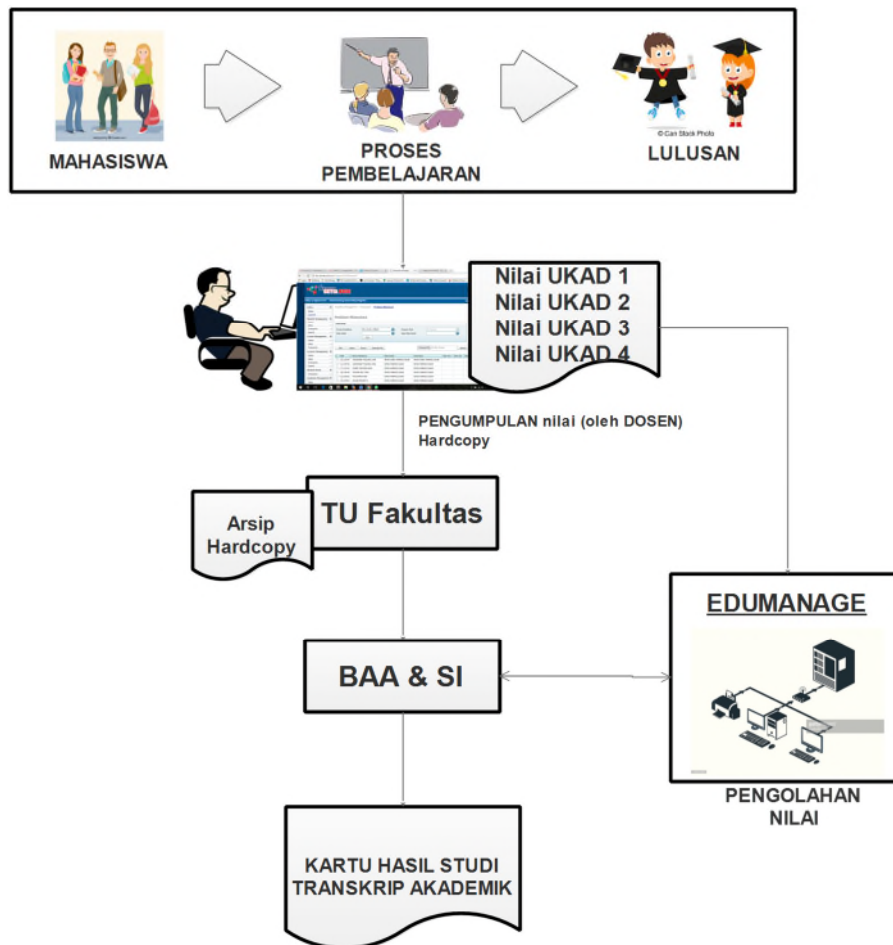 © Can Stock Photo
MAHASISWA
PROSES
PEMBELAJARAN
LULUSAN
Nilai UKAD 1
Nilai UKAD 2
Nilai UKAD 3
Nilai UKAD 4
PENGUMPULAN nilai (oleh DOSEN)
Hardcopy
Arsip
Hardcopy
TU Fakultas
EDUMANAGE
BAA & SI
PENGOLAHAN
NILAI
KARTU HASIL STUDI
TRANSKRIP AKADEMIK